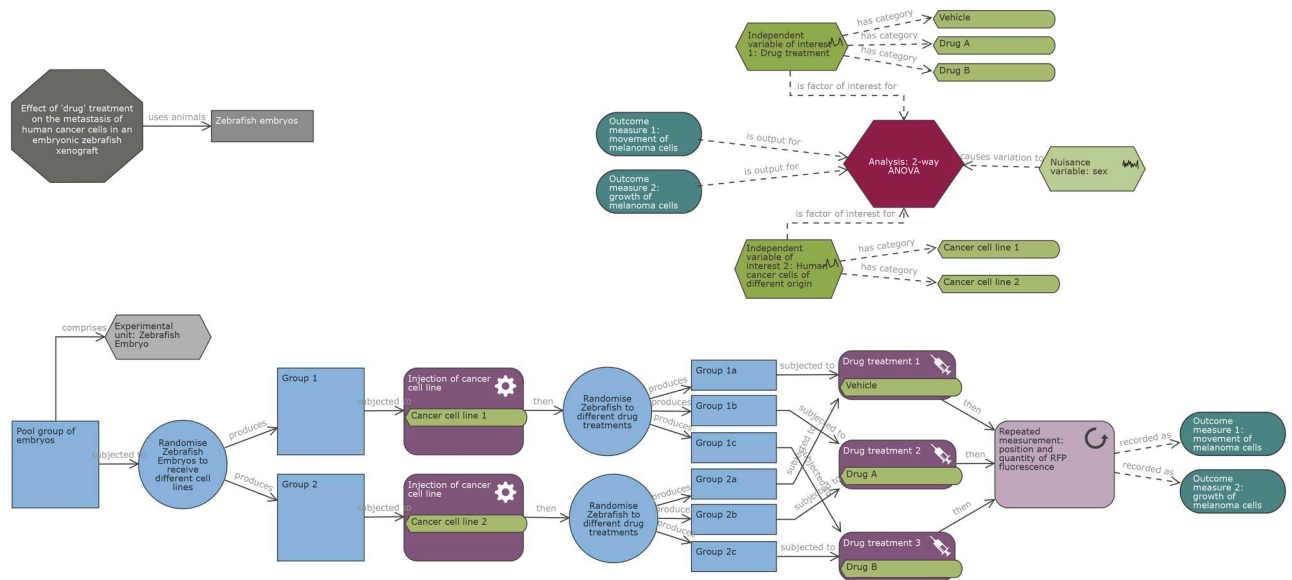 Effect of 'drug' treatment
on the metastasis of
human cancer cells in an
embryonic zebrafish
xenograft
uses animals
Zebrafish embryos
Independent
variable of interest
1: Drug treatment
has category
Vehicle
has category
Drug A
has category
Drug B
is factor of interest for
Outcome
measure 1:
movement of
melanoma cells
is output for
Outcome
measure 2:
growth of
melanoma cells
is output for
Analysis: 2-way
ANOVA
causes variation to
Nuisance
variable: sex
is factor of interest for
Independent
variable of
interest 2: Human
cancer cells of
different origin
has category
Cancer cell line 1
has category
Cancer cell line 2
comprises
Experimental
unit: Zebrafish
Embryo
Pool group of
embryos
subjected to
Randomise
Zebrafish
Embryos to
receive
different cell
lines
produces
produces
Group 1
subjected to
Injection of cancer
cell line
Cancer cell line 1
then
Randomise
Zebrafish to
different drug
treatments
Group 2
subjected to
Injection of cancer
cell line
Cancer cell line 2
then
Randomise
Zebrafish to
different drug
treatments
produces
produces
produces
Group 1a
Group 1b
Group 1c
produces
produces
produces
Group 2a
Group 2b
Group 2c
subjected to
subjected to
subjected to
subjected to
subjected to
subjected to
Drug treatment 1
Vehicle
then
Drug treatment 2
Drug A
then
Drug treatment 3
Drug B
then
Repeated
measurement:
position and
quantity of RFP
fluorescence
recorded as
recorded as
Outcome
measure 1:
movement of
melanoma cells
Outcome
measure 2:
growth of
melanoma cells